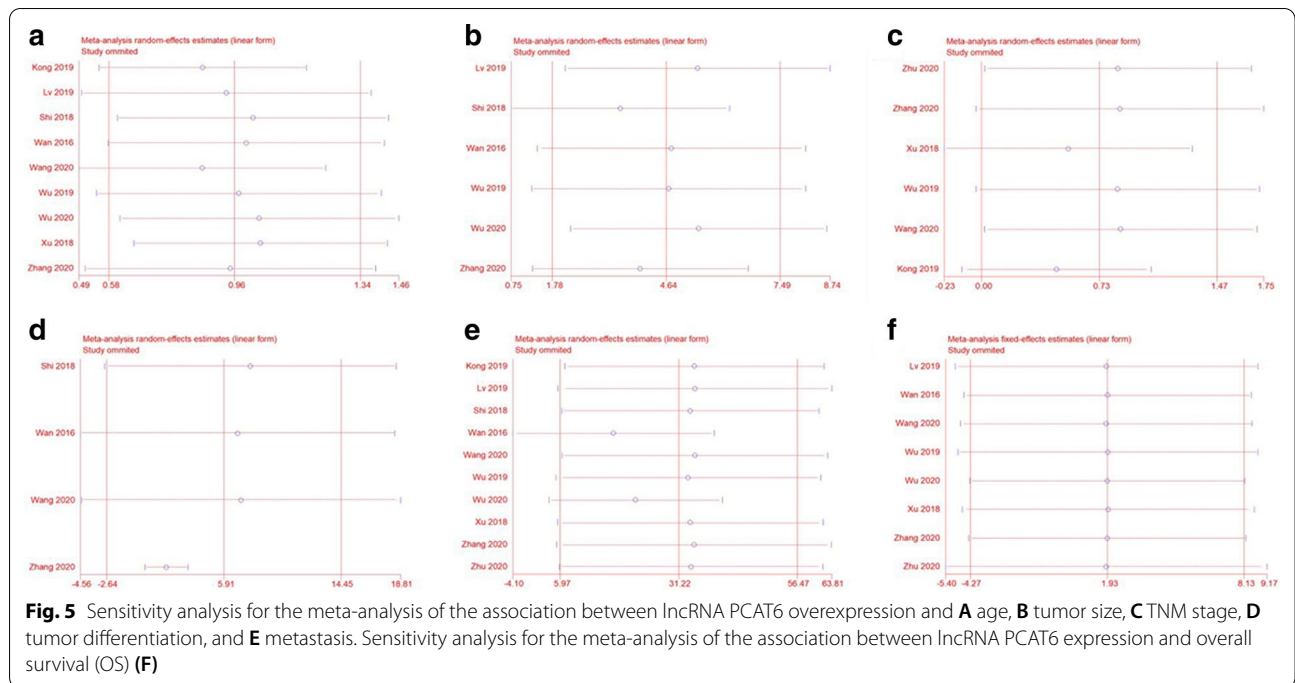 a
Meta-analysis random-effects estimates (linear form)
Study ommited
Kong 2019
Lv 2019
Shi 2018
Wan 2016
Wang 2020
Wu 2019
Wu 2020
Xu 2018
Zhang 2020
0.49 0.58 0.96 1.34 1.46
b
Meta-analysis random-effects estimates (linear form)
Study ommited
Lv 2019
Shi 2018
Wan 2016
Wu 2019
Wu 2020
Zhang 2020
0.75 1.78 4.64 7.49 8.74
c
Meta-analysis random-effects estimates (linear form)
Study ommited
Zhu 2020
Zhang 2020
Xu 2018
Wu 2019
Wang 2020
Kong 2019
-0.23 0.00 0.73 1.47 1.75
d
Meta-analysis random-effects estimates (linear form)
Study ommited
Shi 2018
Wan 2016
Wang 2020
Zhang 2020
-4.56 -2.64 5.91 14.45 18.81
e
Meta-analysis random-effects estimates (linear form)
Study ommited
Kong 2019
Lv 2019
Shi 2018
Wan 2016
Wang 2020
Wu 2019
Wu 2020
Xu 2018
Zhang 2020
Zhu 2020
-4.10 5.97 31.22 56.47 63.81
f
Meta-analysis fixed-effects estimates (linear form)
Study ommited
Lv 2019
Wan 2016
Wang 2020
Wu 2019
Wu 2020
Xu 2018
Zhang 2020
Zhu 2020
-5.40 -4.27 1.93 8.13 9.17
Fig. 5 Sensitivity analysis for the meta-analysis of the association between lncRNA PCAT6 overexpression and A age, B tumor size, C TNM stage, D
tumor differentiation, and E metastasis. Sensitivity analysis for the meta-analysis of the association between lncRNA PCAT6 expression and overall
survival (OS) (F)